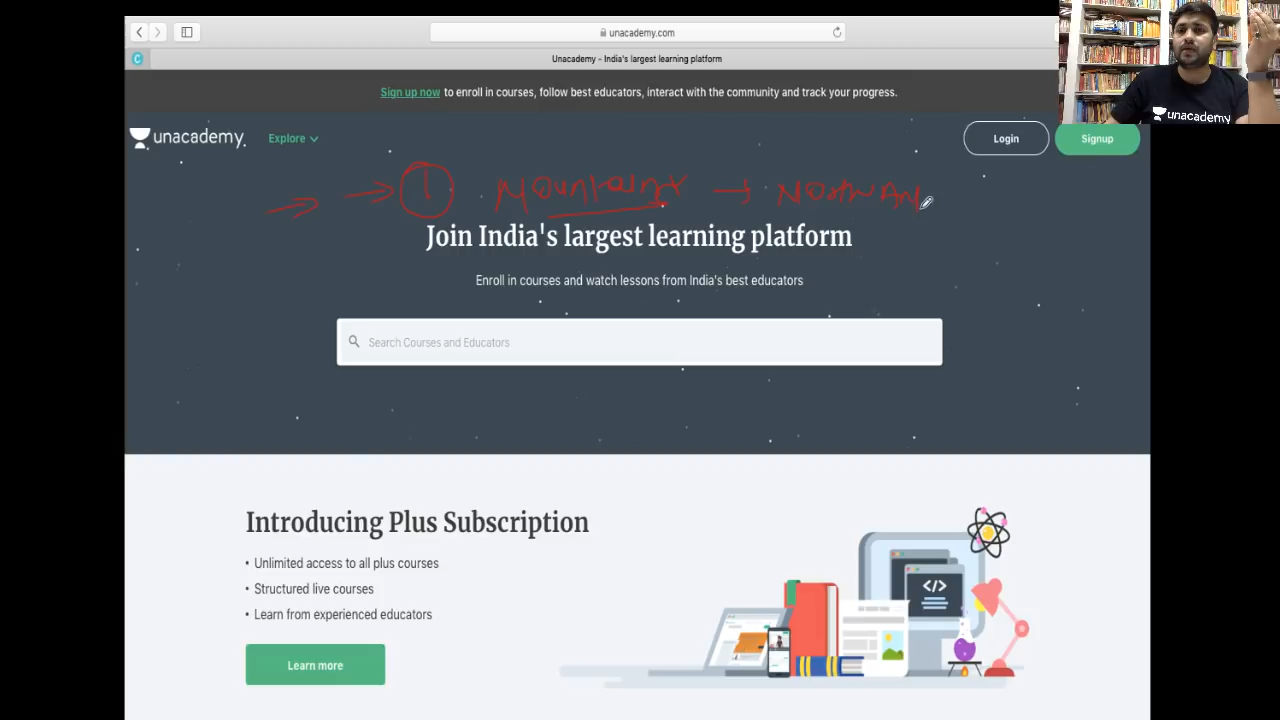 unacademy.com
Unacademy - India's largest learning platform
Sign up now to enroll in courses, follow best educators, interact with the community and track your progress.
unacademy
Explore
Login
Signup
unacademy
1
Join India's largest learning platform
Enroll in courses and watch lessons from India's best educators
Search Courses and Educators
Introducing Plus Subscription
• Unlimited access to all plus courses
• Structured live courses
• Learn from experienced educators
</>
Learn more